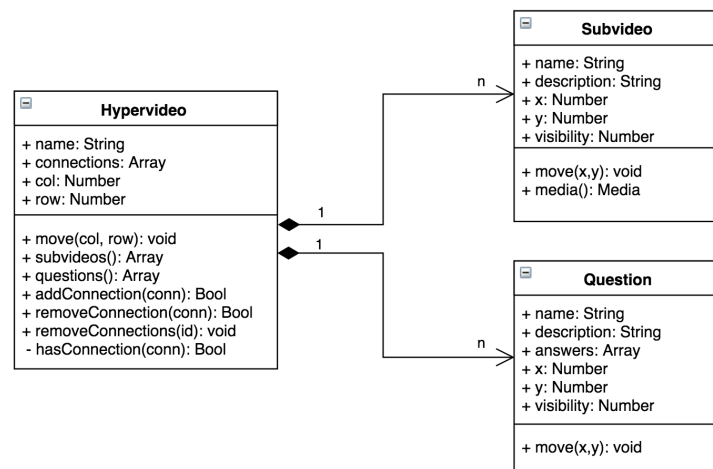 Hypervideo
+ name: String
+ connections: Array
+ col: Number
+ row: Number
+ move(col, row): void
+ subvideos(): Array
+ questions(): Array
+ addConnection(conn): Bool
+ removeConnection(conn): Bool
+ removeConnections(id): void
- hasConnection(conn): Bool
1
n
1
n
Subvideo
+ name: String
+ description: String
+ x: Number
+ y: Number
+ visibility: Number
+ move(x,y): void
+ media(): Media
Question
+ name: String
+ description: String
+ answers: Array
+ x: Number
+ y: Number
+ visibility: Number
+ move(x,y): void